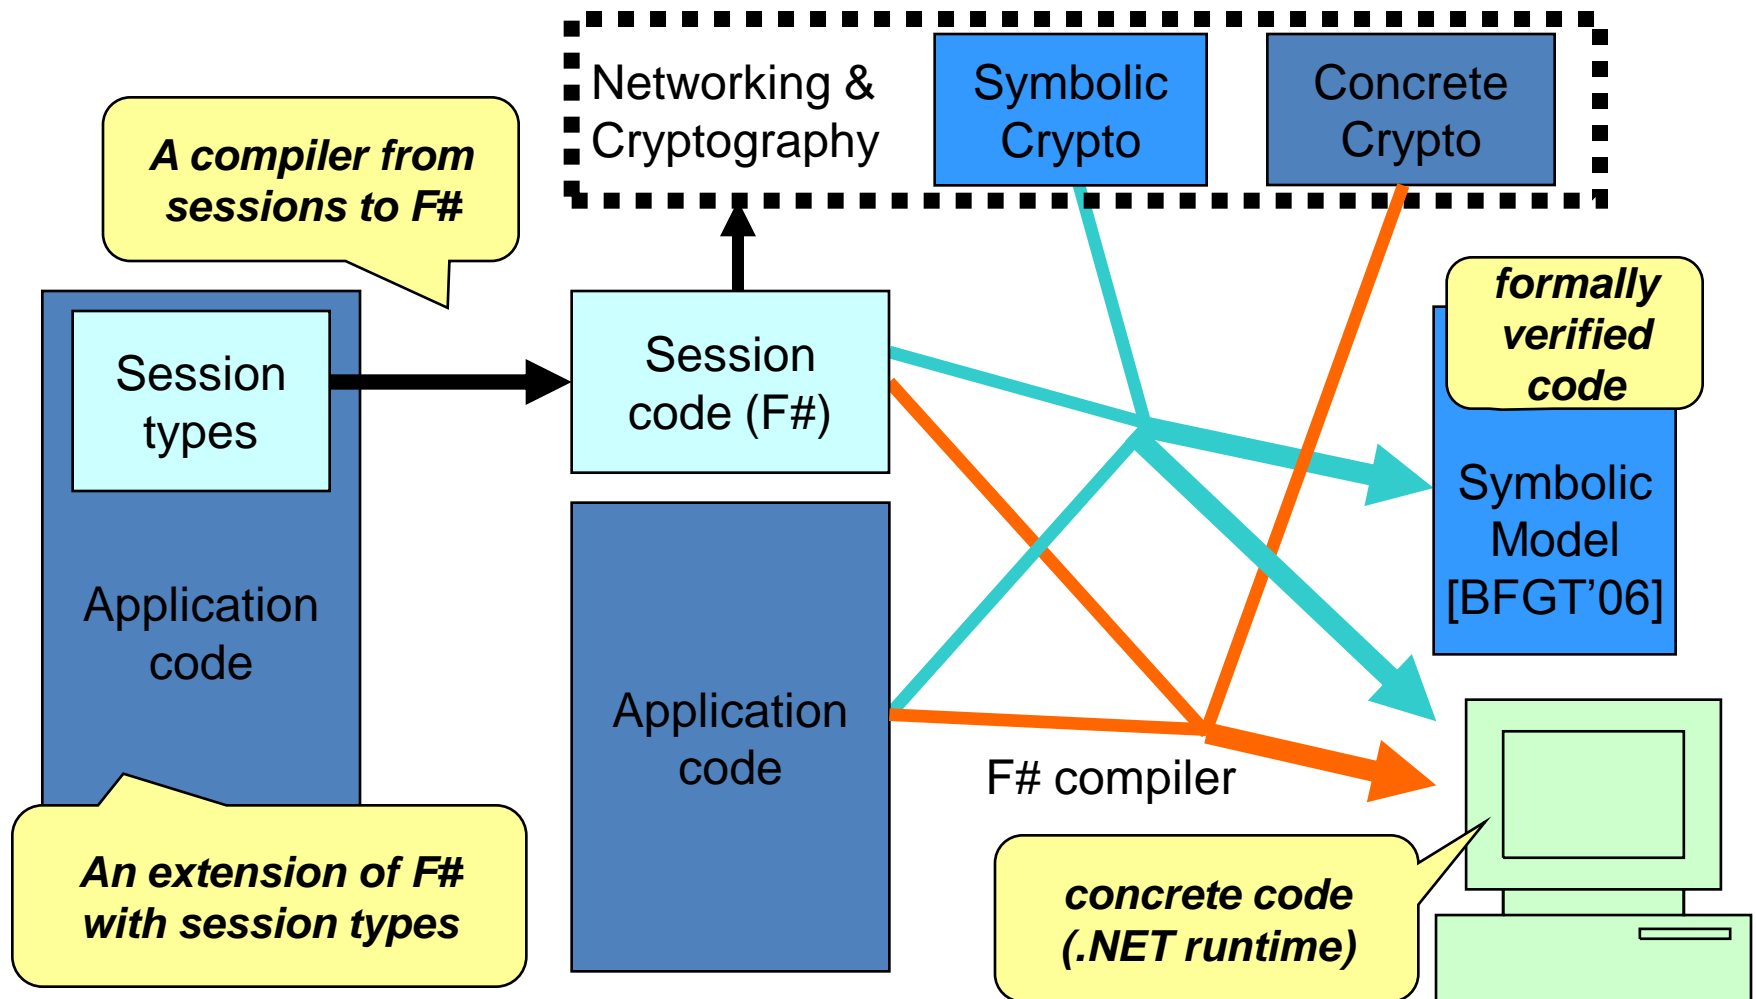 Networking &
Cryptography
Symbolic
Crypto
Concrete
Crypto
A compiler from
sessions to F#
Session
types
Application
code
An extension of F#
with session types
Session
code (F#)
Application
code
F# compiler
formally
verified
code
Symbolic
Model
[BFGT’06]
concrete code
(.NET runtime)